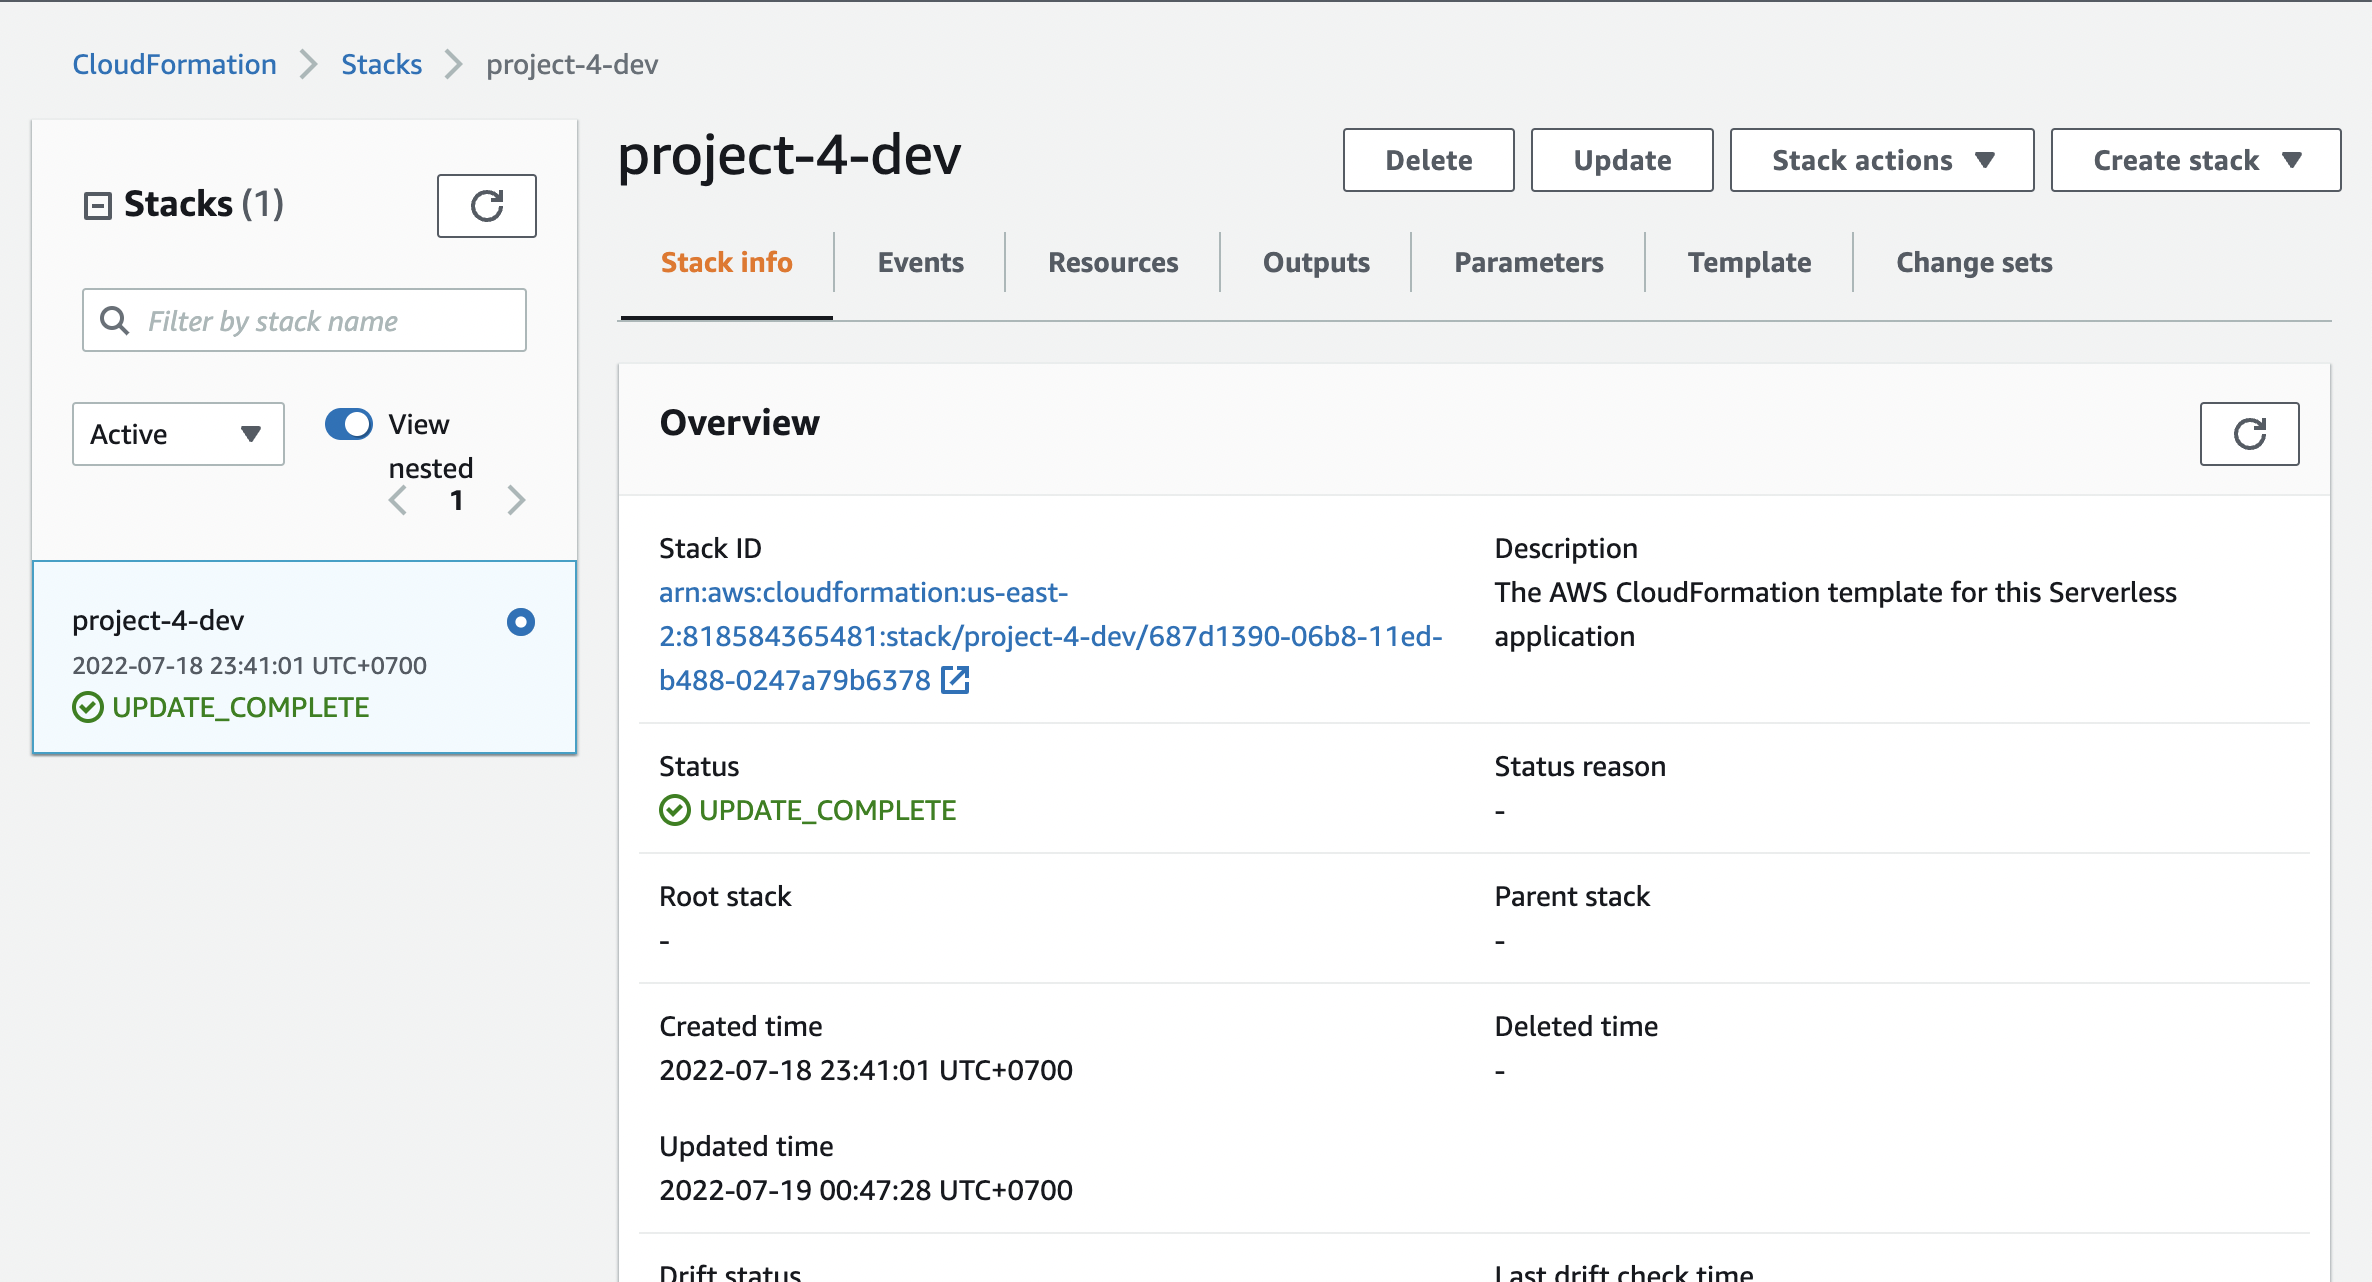 CloudFormation Stacks project-4-dev
Stacks (1)
Filter by stack name
Active
View
nested
1
project-4-dev
2022-07-18 23:41:01 UTC+0700
UPDATE_COMPLETE
project-4-dev
Delete
Update
Stack actions
Create stack
Stack info
Events
Resources
Outputs
Parameters
Template
Change sets
Overview
Stack ID
arn:aws:cloudformation:us-east-
2:818584365481:stack/project-4-dev/687d1390-06b8-11ed-
b488-0247a79b6378
Description
The AWS CloudFormation template for this Serverless
application
Status
UPDATE_COMPLETE
Status reason
-
Root stack
-
Parent stack
-
Created time
2022-07-18 23:41:01 UTC+0700
Deleted time
-
Updated time
2022-07-19 00:47:28 UTC+0700
Drift status
Last drift check time